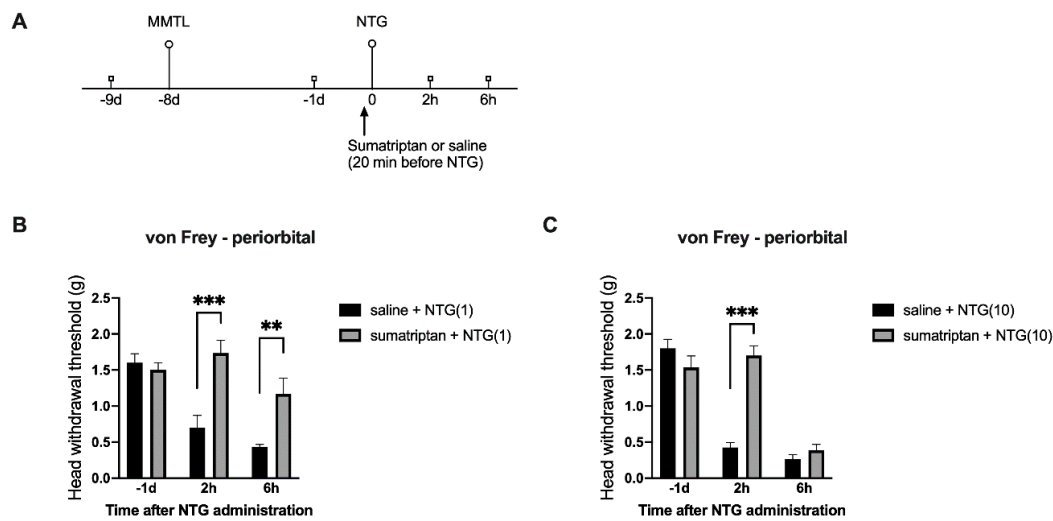 A
MMTL
NTG
-9d
-8d
-1d
0
2h
6h
Sumatriptan or saline
(20 min before NTG)
B
von Frey - periorbital
Head withdrawal threshold (g)
2.5
2.0
1.5
1.0
0.5
0.0
***
**
-1d
2h
6h
Time after NTG administration
saline + NTG(1)
sumatriptan + NTG(1)
C
von Frey - periorbital
Head withdrawal threshold (g)
2.5
2.0
1.5
1.0
0.5
0.0
***
-1d
2h
6h
Time after NTG administration
saline + NTG(10)
sumatriptan + NTG(10)